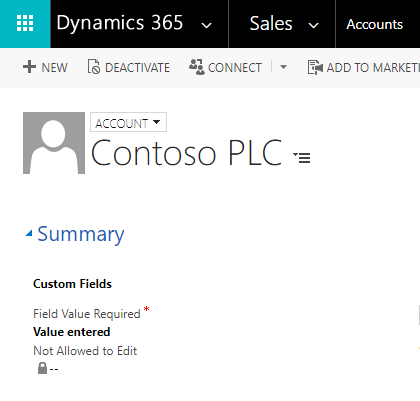 Dynamics 365 Sales Accounts
NEW DEACTIVATE CONNECT ADD TO MARKETI
ACCOUNT
Contoso PLC
Summary
Custom Fields
Field Value Required *
Value entered
Not Allowed to Edit
--